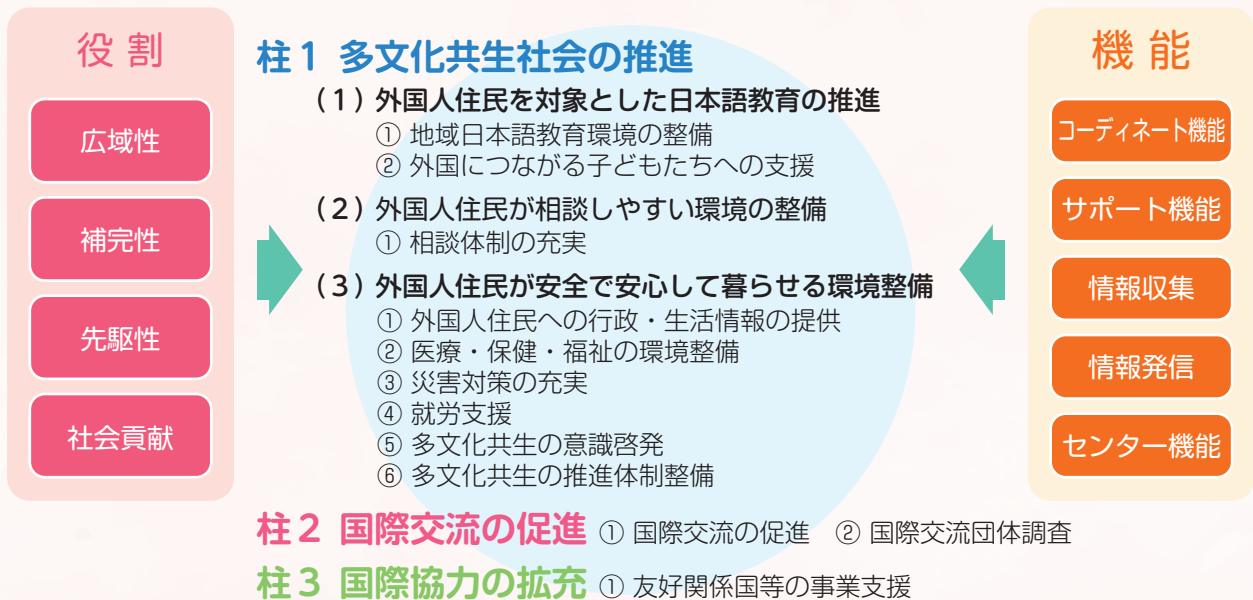 役割
広域性
補完性
先駆性
社会貢献
柱1 多文化共生社会の推進
(1)外国人住民を対象とした日本語教育の推進
① 地域日本語教育環境の整備
② 外国につながる子どもたちへの支援
(2)外国人住民が相談しやすい環境の整備
① 相談体制の充実
(3)外国人住民が安全で安心して暮らせる環境整備
① 外国人住民への行政・生活情報の提供
② 医療・保健・福祉の環境整備
③ 災害対策の充実
④ 就労支援
⑤ 多文化共生の意識啓発
⑥ 多文化共生の推進体制整備
柱2 国際交流の促進 ① 国際交流の促進 ② 国際交流団体調査
柱3 国際協力の拡充 ① 友好関係国等の事業支援
機能
コーディネート機能
サポート機能
情報収集
情報発信
センター機能